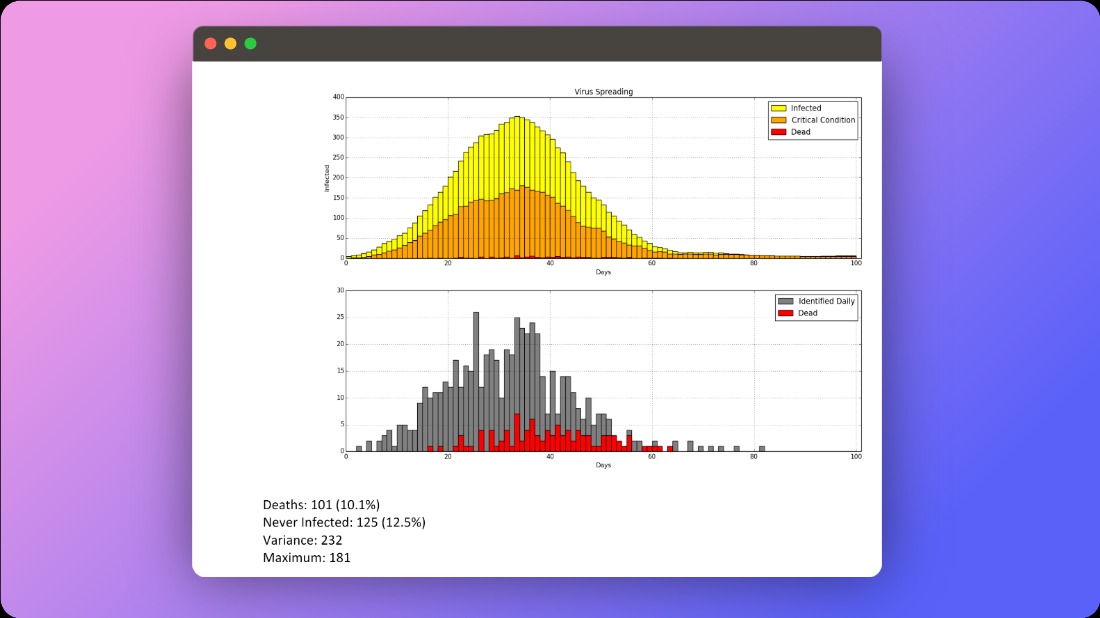 Virus Spreading
400
350
300
250
200
150
100
50
0
Infected
Infected
Critical Condition
Dead
0 20 40 60 80 100
Days
30
25
20
15
10
5
0
Identified Daily
Dead
0 20 40 60 80 100
Days
Deaths: 101 (10.1%)
Never Infected: 125 (12.5%)
Variance: 232
Maximum: 181